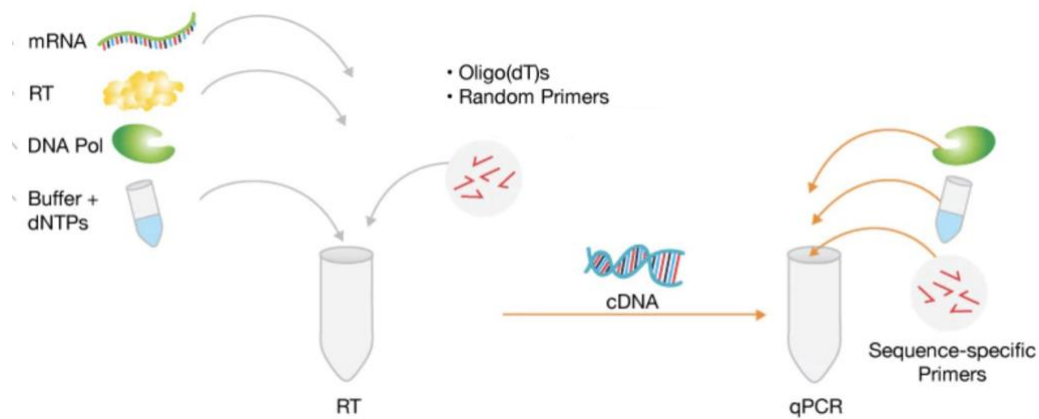 mRNA
RT
DNA Pol
Buffer +
dNTPs
• Oligo(dT)s
• Random Primers
RT
cDNA
Sequence-specific
Primers
qPCR